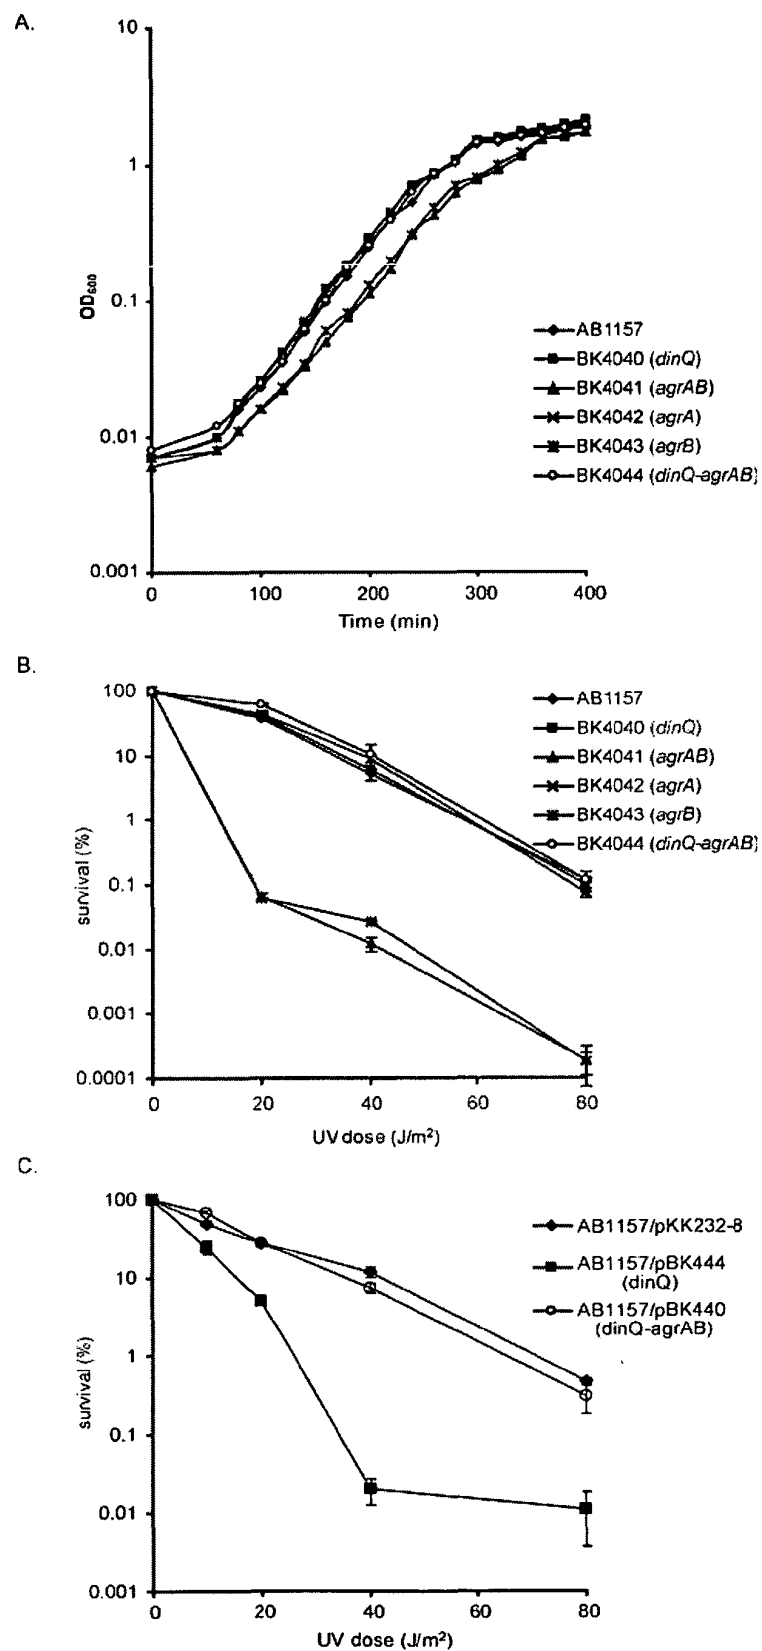 A.
10
1
0.1
0.01
0.001
OD600
0
100
200
300
400
Time (min)
AB1157
BK4040 (dinQ)
BK4041 (agrAB)
BK4042 (agrA)
BK4043 (agrB)
BK4044 (dinQ-agrAB)
B.
100
10
1
0.1
0.01
0.001
0.0001
survival (%)
0
20
40
60
80
UV dose (J/m²)
AB1157
BK4040 (dinQ)
BK4041 (agrAB)
BK4042 (agrA)
BK4043 (agrB)
BK4044 (dinQ-agrAB)
C.
100
10
1
0.1
0.01
0.001
survival (%)
0
20
40
60
80
UV dose (J/m²)
AB1157/pKK232-8
AB1157/pBK444
(dinQ)
AB1157/pBK440
(dinQ-agrAB)